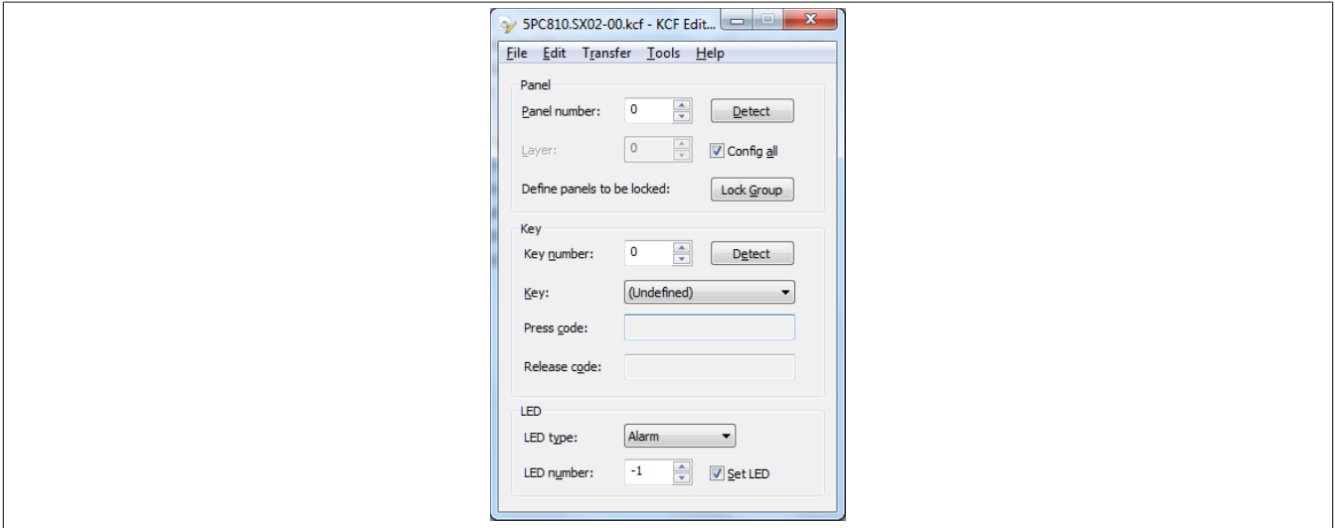 5PC810.SX02-00.kcf - KCF Edit...
File Edit Transfer Tools Help
Panel
Panel number: 0 Detect
Layer: 0 Config all
Define panels to be locked: Lock Group
Key
Key number: 0 Detect
Key: (Undefined)
Press code:
Release code:
LED
LED type: Alarm
LED number: -1 Set LED